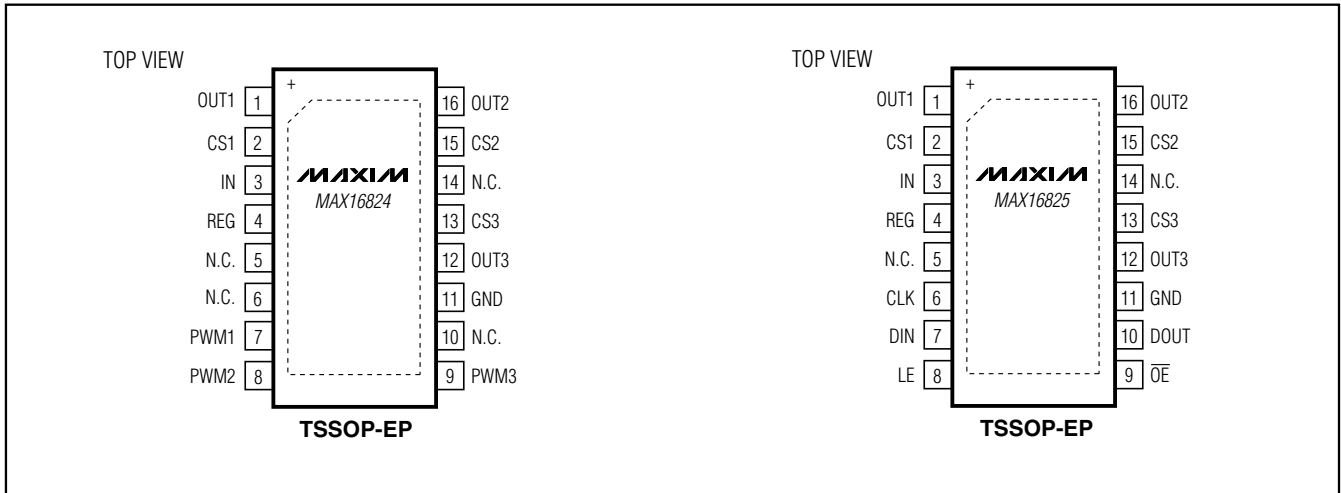 TOP VIEW
+
MAXIM
MAX16824
OUT1 1
CS1 2
IN 3
REG 4
N.C. 5
N.C. 6
PWM1 7
PWM2 8
16 OUT2
15 CS2
14 N.C.
13 CS3
12 OUT3
11 GND
10 N.C.
9 PWM3
TSSOP-EP
TOP VIEW
+
MAXIM
MAX16825
OUT1 1
CS1 2
IN 3
REG 4
N.C. 5
CLK 6
DIN 7
LE 8
16 OUT2
15 CS2
14 N.C.
13 CS3
12 OUT3
11 GND
10 DOUT
9 O̅E̅
TSSOP-EP